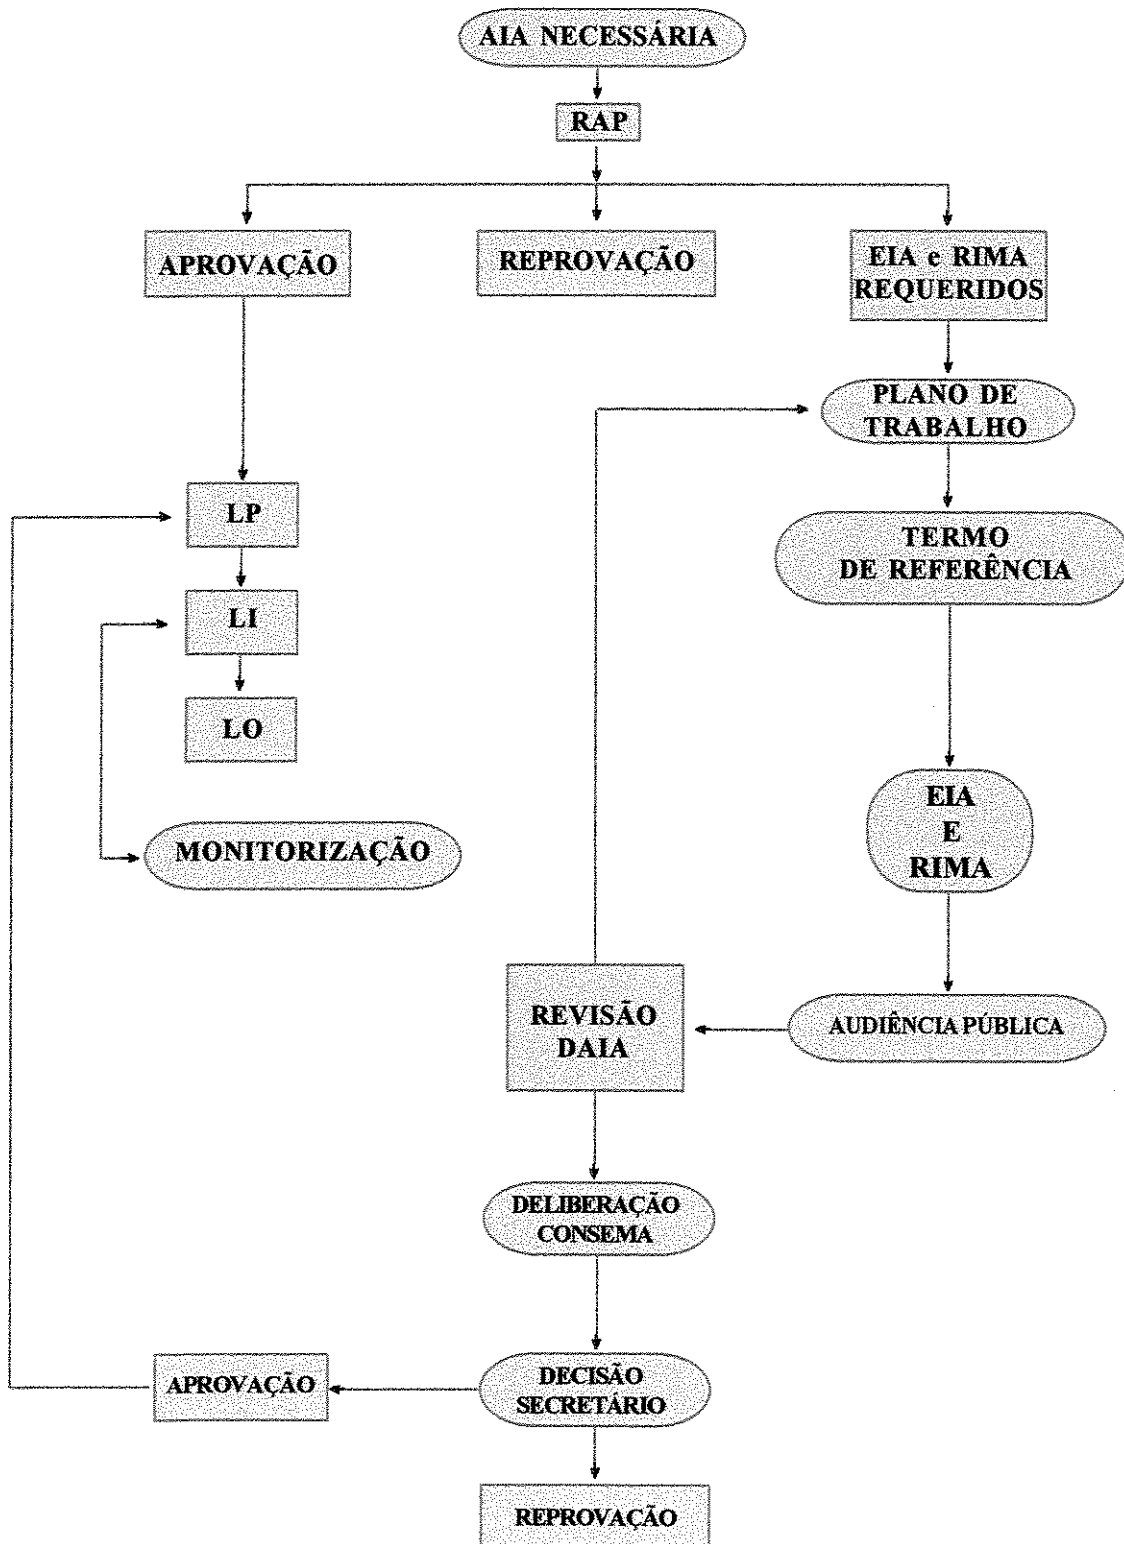 AIA NECESSÁRIA
RAP
APROVAÇÃO
REPROVAÇÃO
EIA e RIMA
REQUERIDOS
PLANO DE
TRABALHO
LP
TERMO
DE REFERÊNCIA
LI
LO
EIA
E
RIMA
MONITORIZAÇÃO
REVISÃO
DAIA
AUDIÊNCIA PÚBLICA
DELIBERAÇÃO
CONSEMA
APROVAÇÃO
DECISÃO
SECRETÁRIO
REPROVAÇÃO